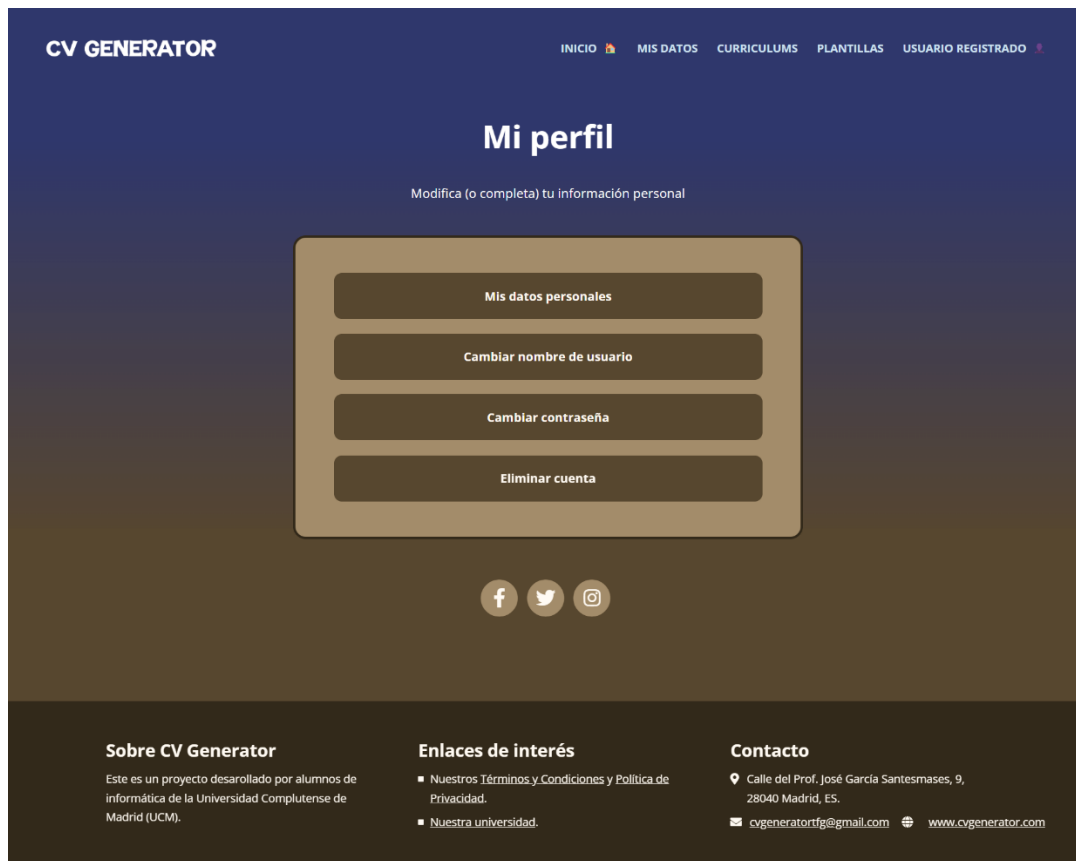 CV GENERATOR
INICIO MIS DATOS CURRICULUMS PLANTILLAS USUARIO REGISTRADO
Mi perfil
Modifica (o completa) tu información personal
Mis datos personales
Cambiar nombre de usuario
Cambiar contraseña
Eliminar cuenta
Sobre CV Generator
Este es un proyecto desarollado por alumnos de
informática de la Universidad Complutense de
Madrid (UCM).
Enlaces de interés
Nuestros Términos y Condiciones y Política de
Privacidad.
Nuestra universidad.
Contacto
Calle del Prof. José García Santesmases, 9,
28040 Madrid, ES.
cvgeneratortfg@gmail.com www.cvgenerator.com